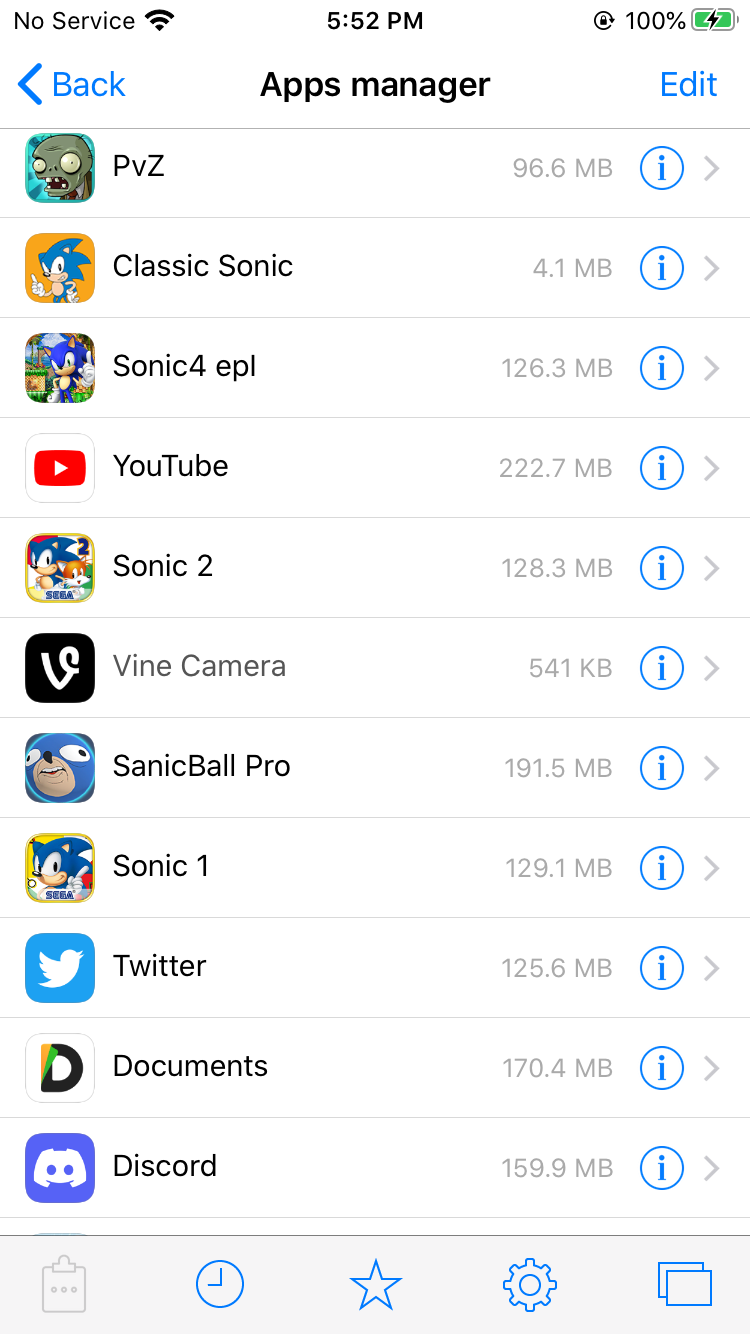 No Service 5:52 PM 100%
Back Apps manager Edit
PvZ 96.6 MB
Classic Sonic 4.1 MB
Sonic4 epI 126.3 MB
YouTube 222.7 MB
Sonic 2 128.3 MB
2
SEGA
Vine Camera 541 KB
SanicBall Pro 191.5 MB
Sonic 1 129.1 MB
SEGA
Twitter 125.6 MB
Documents 170.4 MB
Discord 159.9 MB